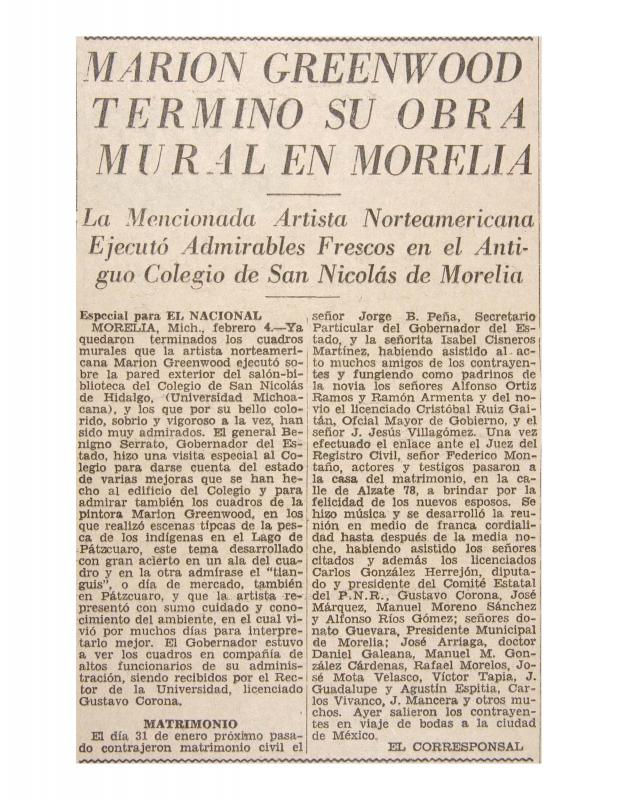 MARION GREENWOOD
TERMINO SU OBRA
MURAL EN MORELIA
La Mencionada Artista Norteamericana
Ejecutó Admirables Frescos en el Anti-
guo Colegio de San Nicolás de Morelia
Especial para EL NACIONAL
MORELIA, Mich., febrero 4.—Ya
quedaron terminados los cuadros
murales que la artista norteameri-
cana Marion Greenwood ejecutó so-
bre la pared exterior del salón-bi-
blioteca del Colegio de San Nicolás
de Hidalgo, (Universidad Michoa-
cana), y los que por su bello colo-
rido, sobrio y vigoroso a la vez, han
sido muy admirados. El general Be-
nigno Serrato, Gobernador del Es-
tado, hizo una visita especial al Co-
legio para darse cuenta del estado
de varias mejoras que se han he-
cho al edificio del Colegio y para
admirar también los cuadros de la
pintora Marion Greenwood, en los
que realizó escenas típcas de la pes-
ca de los indígenas en el Lago de
Pátzcuaro, este tema desarrollado
con gran acierto en un ala del cua-
dro y en la otra admírase el "tian-
guis", o día de mercado, también
en Pátzcuaro, y que la artista re-
presentó con sumo cuidado y cono-
cimiento del ambiente, en el cual vi-
vió por muchos días para interpre-
tarlo mejor. El Gobernador estuvo
a ver los cuadros en compañía de
altos funcionarios de su adminis-
tración, siendo recibidos por el Rec-
tor de la Universidad, licenciado
Gustavo Corona.
MATRIMONIO
El día 31 de enero próximo pasa-
do contrajeron matrimonio civil el
señor Jorge B. Peña, Secretario
Particular del Gobernador del Es-
tado, y la señorita Isabel Cisneros
Martínez, habiendo asistido al ac-
to muchos amigos de los contrayen-
tes y fungiendo como padrinos de
la novia los señores Alfonso Ortiz
Ramos y Ramón Armenta y del no-
vio el licenciado Cristóbal Ruiz Gai-
tán, Ofcial Mayor de Gobierno, y el
señor J. Jesús Villagómez. Una vez
efectuado el enlace ante el Juez del
Registro Civil, señor Federico Mon-
taño, actores y testigos pasaron a
la casa del matrimonio, en la ca-
lle de Alzate 78, a brindar por la
felicidad de los nuevos esposos. Se
hizo música y se desarrolló la reu-
nión en medio de franca cordiali-
dad hasta después de la media no-
che, habiendo asistido los señores
citados y además los licenciados
Carlos González Herrejón, diputa-
do y presidente del Comité Estatal
del P.N.R., Gustavo Corona, José
Márquez, Manuel Moreno Sánchez
y Alfonso Ríos Gómez; señores do-
nato Guevara, Presidente Municipal
de Morelia; José Arriaga, doctor
Daniel Galeana, Manuel M. Gon-
zález Cárdenas, Rafael Morelos, Jo-
sé Mota Velasco, Víctor Tapia, J.
Guadalupe y Agustín Espitia, Car-
los Vivanco, J. Mancera y otros mu-
chos. Ayer salieron los contrayen-
tes en viaje de bodas a la ciudad
de México.
EL CORRESPONSAL